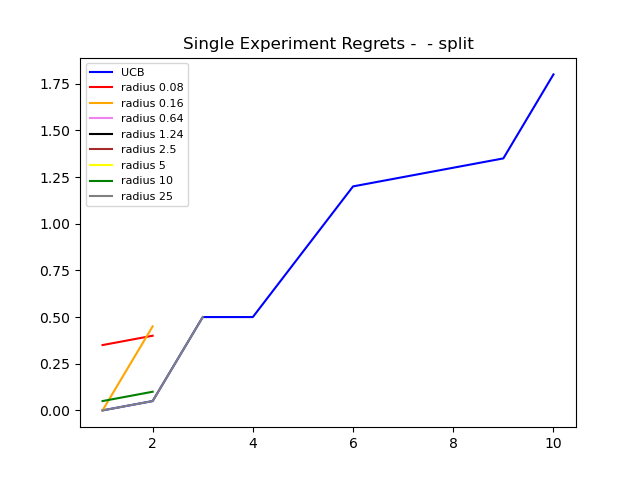 Single Experiment Regrets -  - split
UCB
radius 0.08
radius 0.16
radius 0.64
radius 1.24
radius 2.5
radius 5
radius 10
radius 25
1.75
1.50
1.25
1.00
0.75
0.50
0.25
0.00
2 4 6 8 10